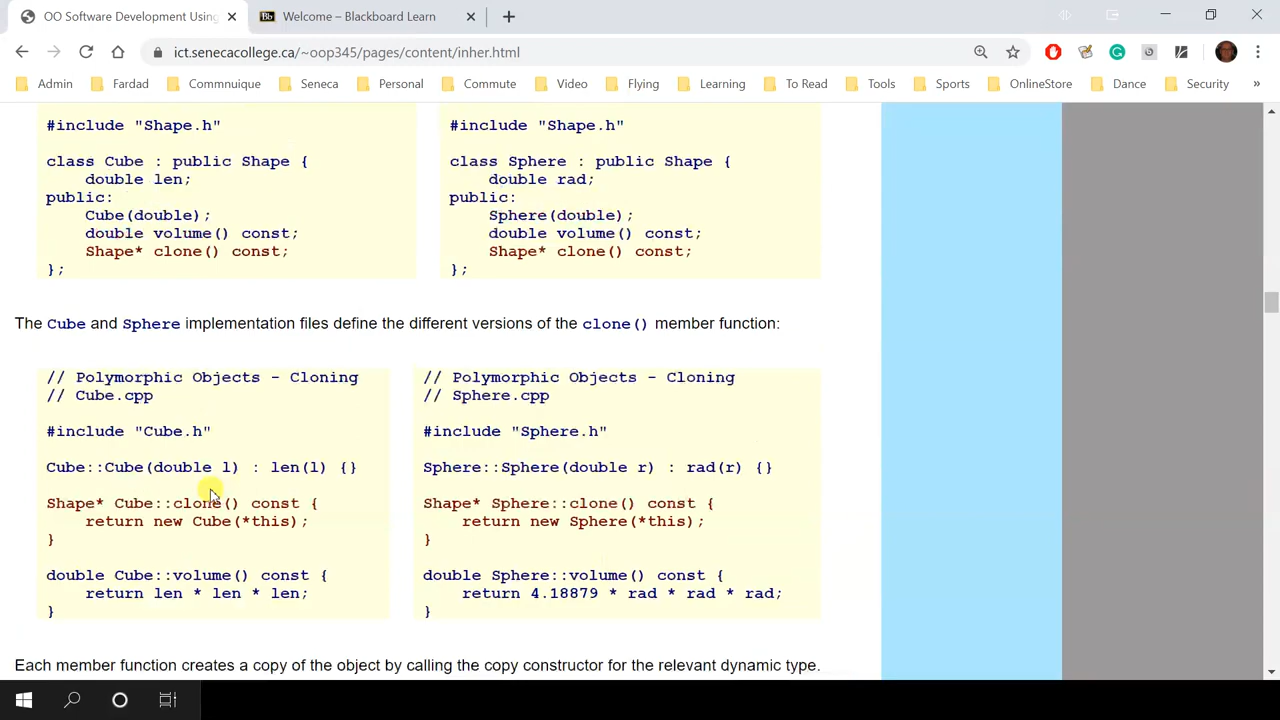 OO Software Development Using
Welcome – Blackboard Learn
ict.senecacollege.ca/~oop345/pages/content/inher.html
Admin
Fardad
Commnuique
Seneca
Personal
Commute
Video
Flying
Learning
To Read
Tools
Sports
OnlineStore
Dance
Security
»
#include "Shape.h"
class Cube : public Shape {
double len;
public:
Cube(double);
double volume() const;
Shape* clone() const;
};
#include "Shape.h"
class Sphere : public Shape {
double rad;
public:
Sphere(double);
double volume() const;
Shape* clone() const;
};
The Cube and Sphere implementation files define the different versions of the clone() member function:
// Polymorphic Objects - Cloning
// Cube.cpp
#include "Cube.h"
Cube::Cube(double l) : len(l) {}
Shape* Cube::clone() const {
return new Cube(*this);
}
double Cube::volume() const {
return len * len * len;
}
// Polymorphic Objects - Cloning
// Sphere.cpp
#include "Sphere.h"
Sphere::Sphere(double r) : rad(r) {}
Shape* Sphere::clone() const {
return new Sphere(*this);
}
double Sphere::volume() const {
return 4.18879 * rad * rad * rad;
}
Each member function creates a copy of the object by calling the copy constructor for the relevant dynamic type.